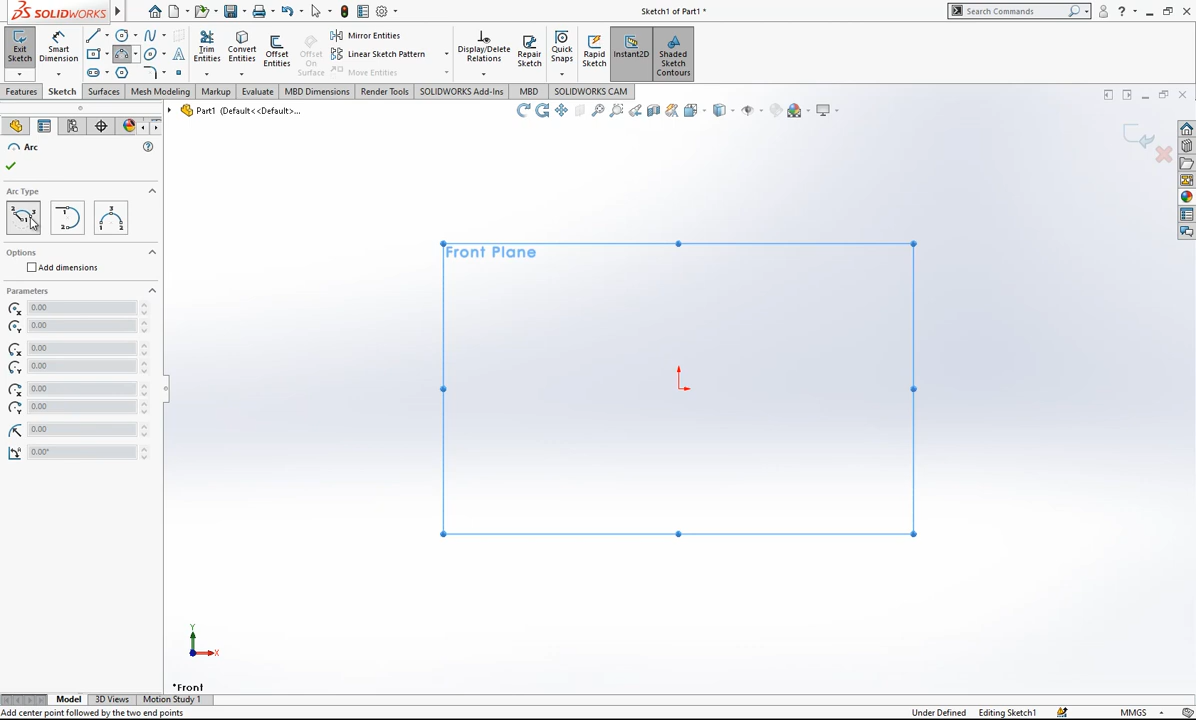 SOLIDWORKS
Sketch1 of Part1 *
Search Commands
Exit Sketch
Smart Dimension
Trim Entities
Convert Entities
Offset Entities
Offset On Surface
Mirror Entities
Linear Sketch Pattern
Move Entities
Display/Delete Relations
Repair Sketch
Quick Snaps
Rapid Sketch
Instant2D
Shaded Sketch Contours
Features Sketch Surfaces Mesh Modeling Markup Evaluate MBD Dimensions Render Tools SOLIDWORKS Add-Ins MBD SOLIDWORKS CAM
Part1 (Default<<Default>...
Arc
Arc Type
Options
Add dimensions
Parameters
0.00
0.00
0.00
0.00
0.00
0.00
0.00
0.00°
Front Plane
Y
X
*Front
Model 3D Views Motion Study 1
Add center point followed by the two end points
Under Defined Editing Sketch1 MMGS